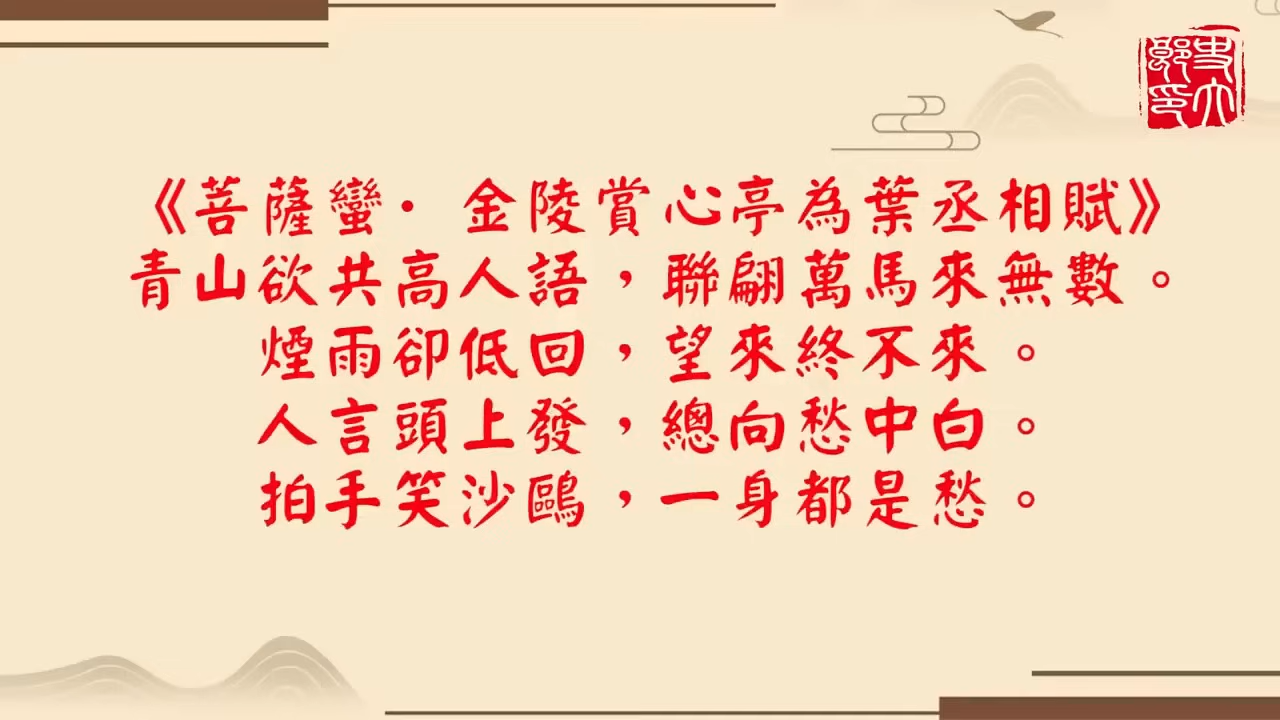 《菩薩蠻·金陵賞心亭為葉丞相賦》
青山欲共高人語，聯翩萬馬來無數。
煙雨卻低回，望來終不來。
人言頭上發，總向愁中白。
拍手笑沙鷗，一身都是愁。